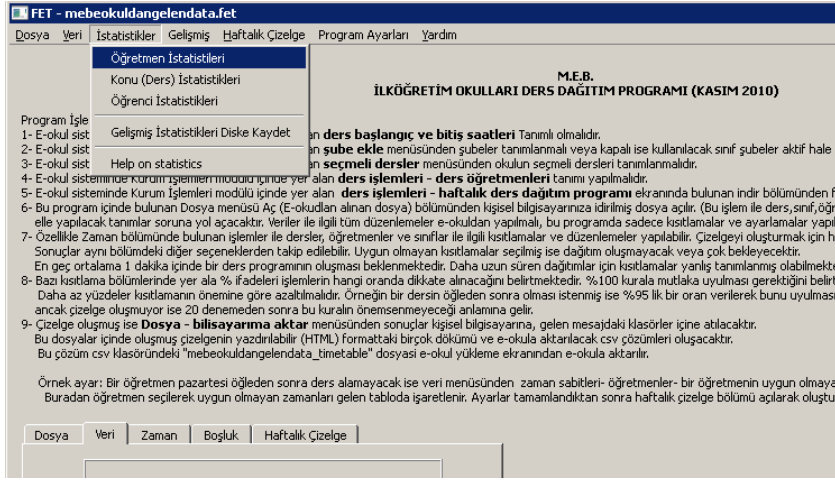 FET - mebeokuldangelendata.fet
Dosya Veri İstatistikler Gelişmiş Haftalık Çizelge Program Ayarları Yardım
Öğretmen İstatistileri
Konu (Ders) İstatistikleri
Öğrenci İstatistikleri
Gelişmiş İstatistikleri Diske Kaydet
Help on statistics
M.E.B.
İLKÖĞRETİM OKULLARI DERS DAĞITIM PROGRAMI (KASIM 2010)
Program İşle
1- E-okul sist n ders başlangıç ve bitiş saatleri Tanımlı olmalıdır.
2- E-okul sist n şube ekle menüsünden şubeler tanımlanmalı veya kapalı ise kullanılacak sınıf şubeler aktif hale
3- E-okul sist n seçmeli dersler menüsünden okulun seçmeli dersleri tanımlanmalıdır.
4- E-okul sisteminde Kurum İşlemleri modülü içinde yer alan ders işlemleri - ders öğretmenleri tanımı yapılmalıdır.
5- E-okul sisteminde Kurum İşlemleri modülü içinde yer alan ders işlemleri - haftalık ders dağıtım programı ekranında bulunan indir bölümünden f
6- Bu program içinde bulunan Dosya menüsü Aç (E-okudlan alınan dosya) bölümünden kişisel bilgisayarınıza idirilmiş dosya açılır. (Bu işlem ile ders,sınıf,öğr
elle yapılacak tanımlar soruna yol açacaktır. Veriler ile ilgili tüm düzenlemeler e-okuldan yapılmalı, bu programda sadece kısıtlamalar ve ayarlamalar yapıl
7- Özellikle Zaman bölümünde bulunan işlemler ile dersler, öğretmenler ve sınıflar ile ilgili kısıtlamalar ve düzenlemeler yapılabilir. Çizelgeyi oluşturmak için h
Sonuçlar aynı bölümdeki diğer seçeneklerden takip edilebilir. Uygun olmayan kısıtlamalar seçilmiş ise dağıtım oluşmayacak veya çok bekleyecektir.
En geç ortalama 1 dakika içinde bir ders programının oluşması beklenmektedir. Daha uzun süren dağıtımlar için kısıtlamalar yanlış tanımlanmış olabilmekte
8- Bazı kısıtlama bölümlerinde yer ala % ifadeleri işlemlerin hangi oranda dikkate alınacağını belirtmektedir. %100 kurala mutlaka uyulması gerektiğini belirt
Daha az yüzdeler kısıtlamanın önemine göre azaltılmalıdır. Örneğin bir dersin öğleden sonra olması istenmiş ise %95 lik bir oran verilerek bunu uyulması
ancak çizelge oluşmuyor ise 20 denemeden sonra bu kuralın önemsenmeyeceği anlamına gelir.
9- Çizelge oluşmuş ise Dosya - bilisayarıma aktar menüsünden sonuçlar kişisel bilgisayarına, gelen mesajdaki klasörler içine atılacaktır.
Bu dosyalar içinde oluşmuş çizelgenin yazdırılabilir (HTML) formattaki birçok dökümü ve e-okula aktarılacak csv çözümleri oluşacaktır.
Bu çözüm csv klasöründeki "mebeokuldangelendata_timetable" dosyası e-okul yükleme ekranından e-okula aktarılır.
Örnek ayar: Bir öğretmen pazartesi öğleden sonra ders alamayacak ise veri menüsünden zaman sabitleri- öğretmenler- bir öğretmenin uygun olmaya
Buradan öğretmen seçilerek uygun olmayan zamanları gelen tabloda işaretlenir. Ayarlar tamamlandıktan sonra haftalık çizelge bölümü açılarak oluştu
Dosya Veri Zaman Boşluk Haftalık Çizelge